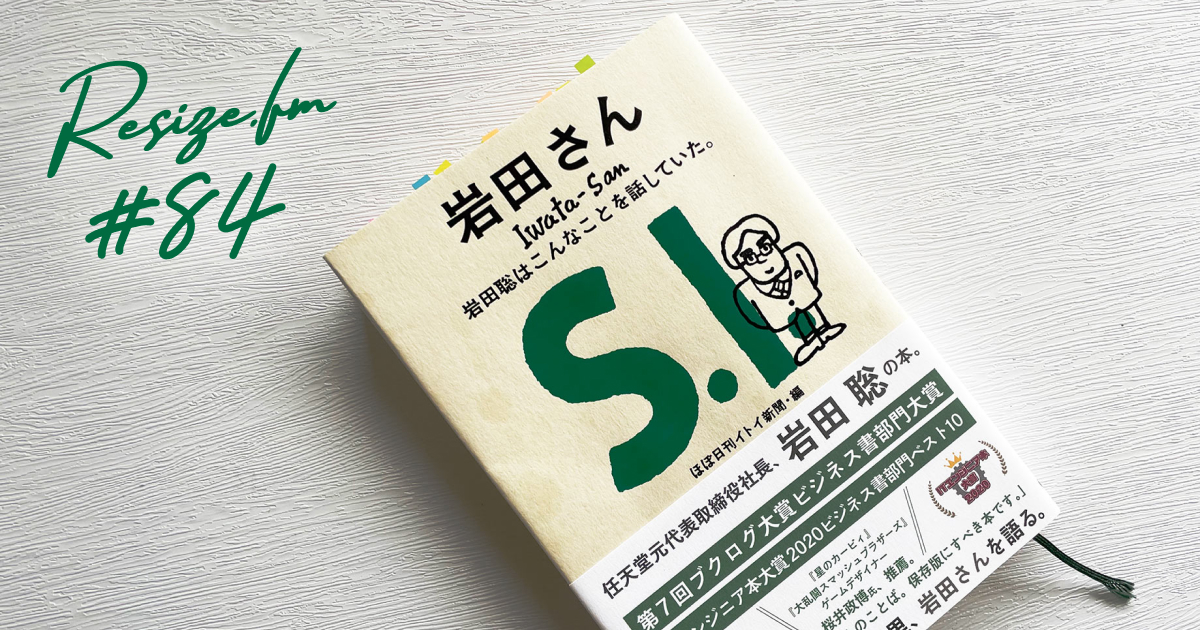 Resize.fm
#84
岩田さん
Iwata-San
岩田聡はこんなことを話していた。
S.I
ほぼ日刊イトイ新聞・編
任天堂元代表取締役社長、岩田 聡の本。
第7回ブクログ大賞ビジネス書部門大賞
ンジニア本大賞2020ビジネス書部門ベスト10
『星のカービィ』
『大乱闘スマッシュブラザーズ』
ゲームデザイナー
桜井政博氏、推薦。
のことば。保存版にすべき本です。」
、岩田さんを語る。
大賞
2020